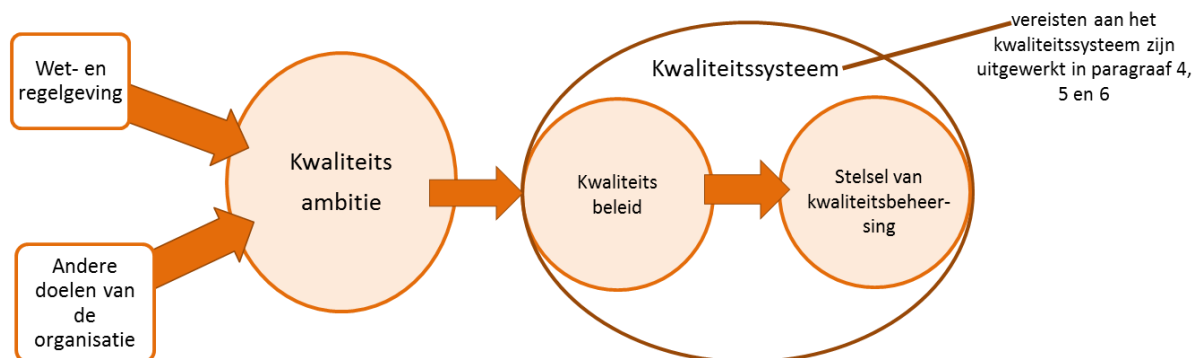 Wet- en
regelgeving
Andere
doelen van
de
organisatie
Kwaliteits
ambitie
Kwaliteitssysteem
Kwaliteits
beleid
Stelsel van
kwaliteitsbeheer-
sing
vereisten aan het
kwaliteitssysteem zijn
uitgewerkt in paragraaf 4,
5 en 6